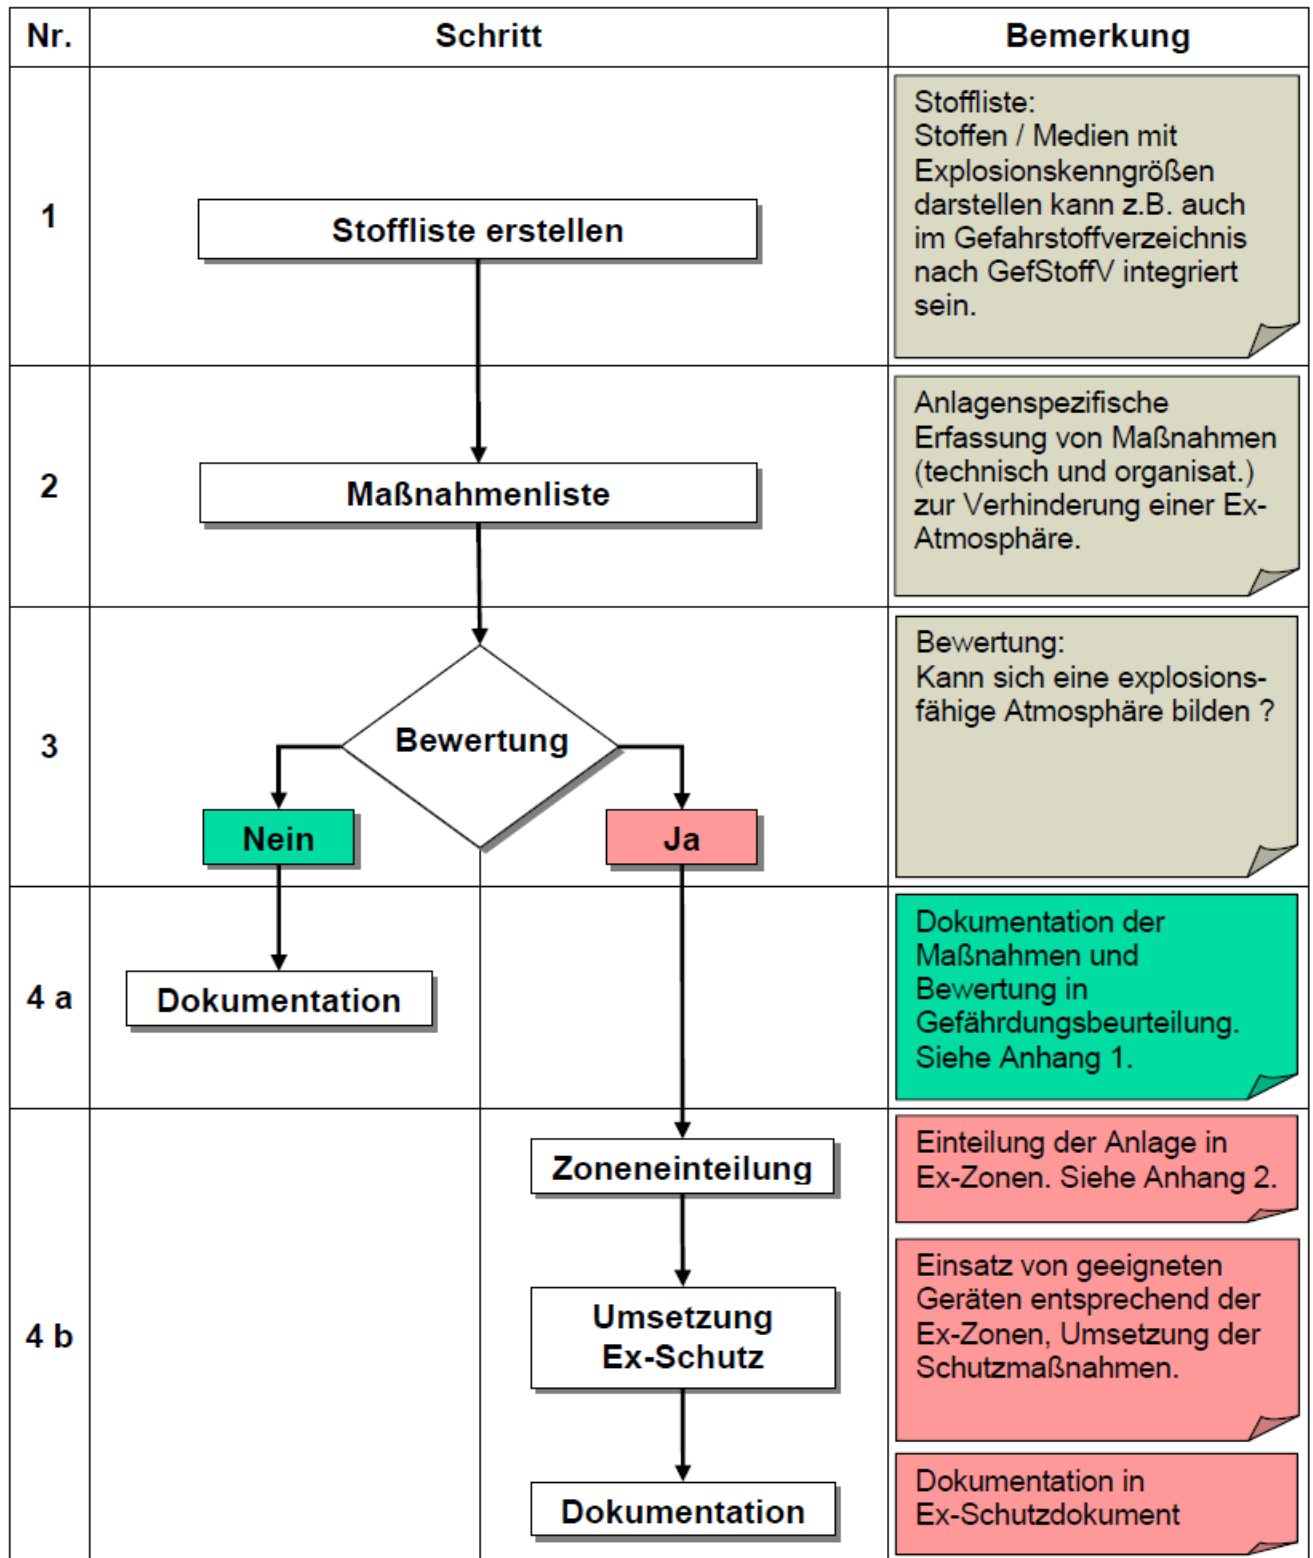 Nr.
Schritt
Bemerkung
1
Stoffliste erstellen
Stoffliste:
Stoffen / Medien mit
Explosionskenngrößen
darstellen kann z.B. auch
im Gefahrstoffverzeichnis
nach GefStoffV integriert
sein.
2
Maßnahmenliste
Anlagenspezifische
Erfassung von Maßnahmen
(technisch und organisat.)
zur Verhinderung einer Ex-
Atmosphäre.
3
Bewertung
Nein
Ja
Bewertung:
Kann sich eine explosions-
fähige Atmosphäre bilden ?
4 a
Dokumentation
Dokumentation der
Maßnahmen und
Bewertung in
Gefährdungsbeurteilung.
Siehe Anhang 1.
4 b
Zoneneinteilung
Einteilung der Anlage in
Ex-Zonen. Siehe Anhang 2.
Umsetzung
Ex-Schutz
Einsatz von geeigneten
Geräten entsprechend der
Ex-Zonen, Umsetzung der
Schutzmaßnahmen.
Dokumentation
Dokumentation in
Ex-Schutzdokument